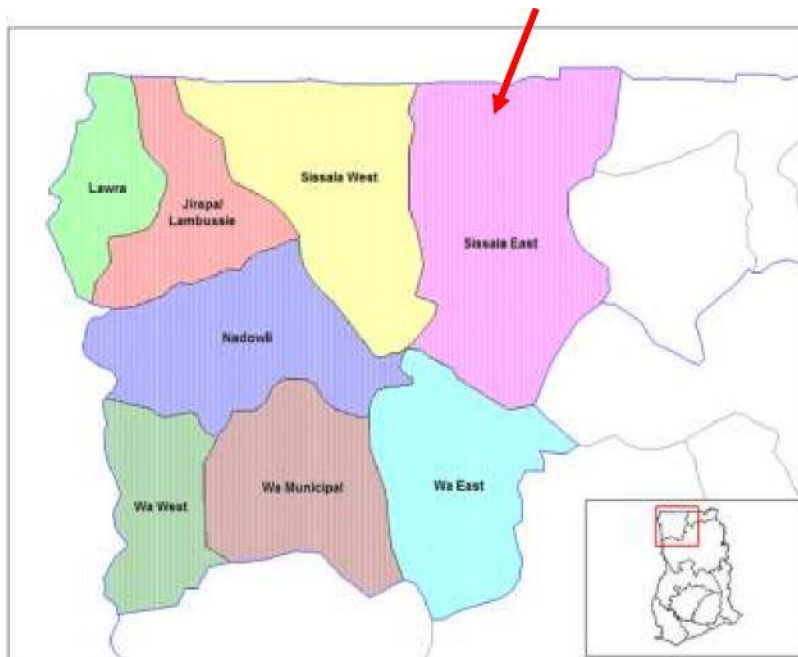 Sissala West
Lawra
Jirapa/
Lambussie
Sissala East
Nadowli
Wa East
Wa Municipal
Wa West